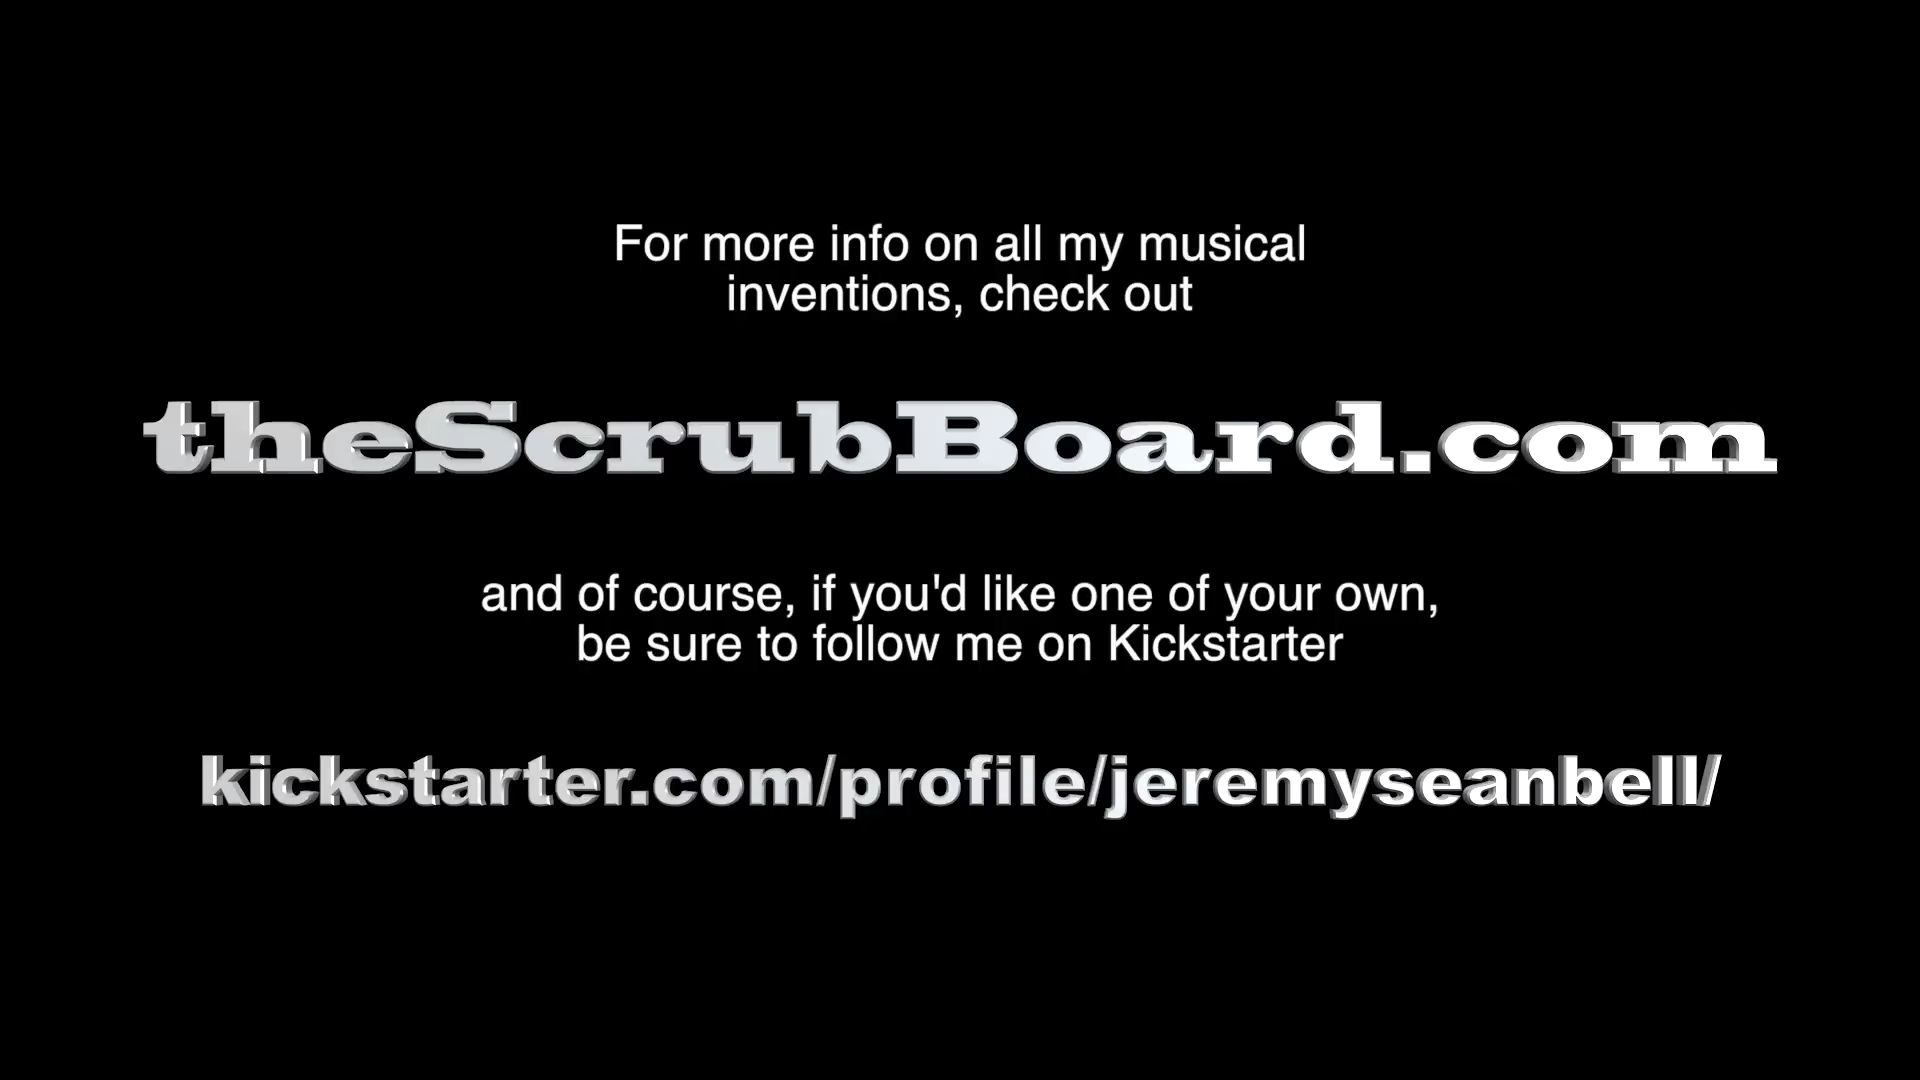 For more info on all my musical
inventions, check out
theScrubBoard.com
and of course, if you'd like one of your own,
be sure to follow me on Kickstarter
kickstarter.com/profile/jeremyseanbell/